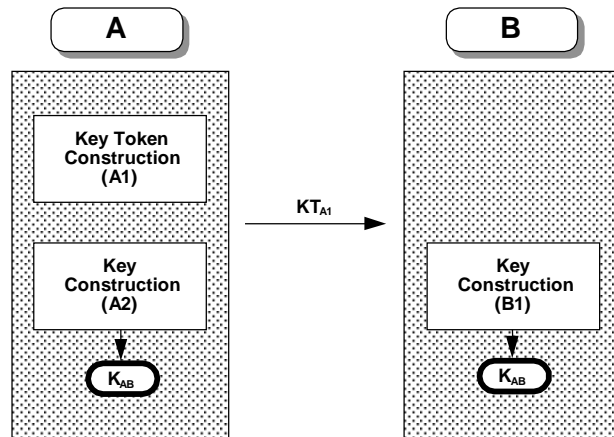 A
B
Key Token
Construction
(A1)
KTA1
Key
Construction
(A2)
Key
Construction
(B1)
KAB
KAB